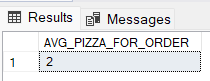 Results Messages
AVG_PIZZA_FOR_ORDER
1 2